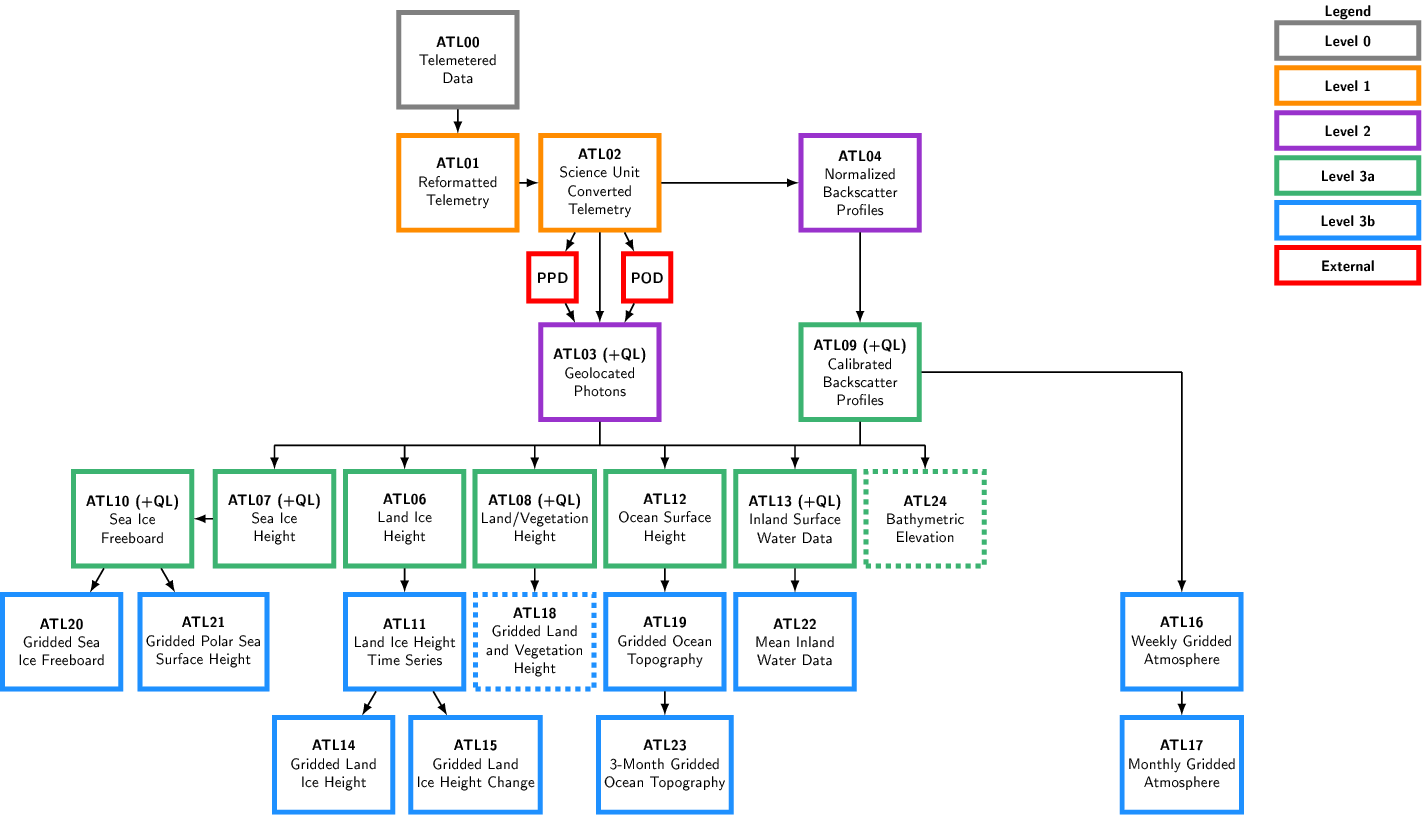 Legend
Level 0
Level 1
Level 2
Level 3a
Level 3b
External
ATL00
Telemetered
Data
ATL01
Reformatted
Telemetry
ATL02
Science Unit
Converted
Telemetry
ATL04
Normalized
Backscatter
Profiles
PPD
POD
ATL03 (+QL)
Geolocated
Photons
ATL09 (+QL)
Calibrated
Backscatter
Profiles
ATL10 (+QL)
Sea Ice
Freeboard
ATL07 (+QL)
Sea Ice
Height
ATL06
Land Ice
Height
ATL08 (+QL)
Land/Vegetation
Height
ATL12
Ocean Surface
Height
ATL13 (+QL)
Inland Surface
Water Data
ATL24
Bathymetric
Elevation
ATL20
Gridded Sea
Ice Freeboard
ATL21
Gridded Polar Sea
Surface Height
ATL11
Land Ice Height
Time Series
ATL18
Gridded Land
and Vegetation
Height
ATL19
Gridded Ocean
Topography
ATL22
Mean Inland
Water Data
ATL16
Weekly Gridded
Atmosphere
ATL14
Gridded Land
Ice Height
ATL15
Gridded Land
Ice Height Change
ATL23
3-Month Gridded
Ocean Topography
ATL17
Monthly Gridded
Atmosphere